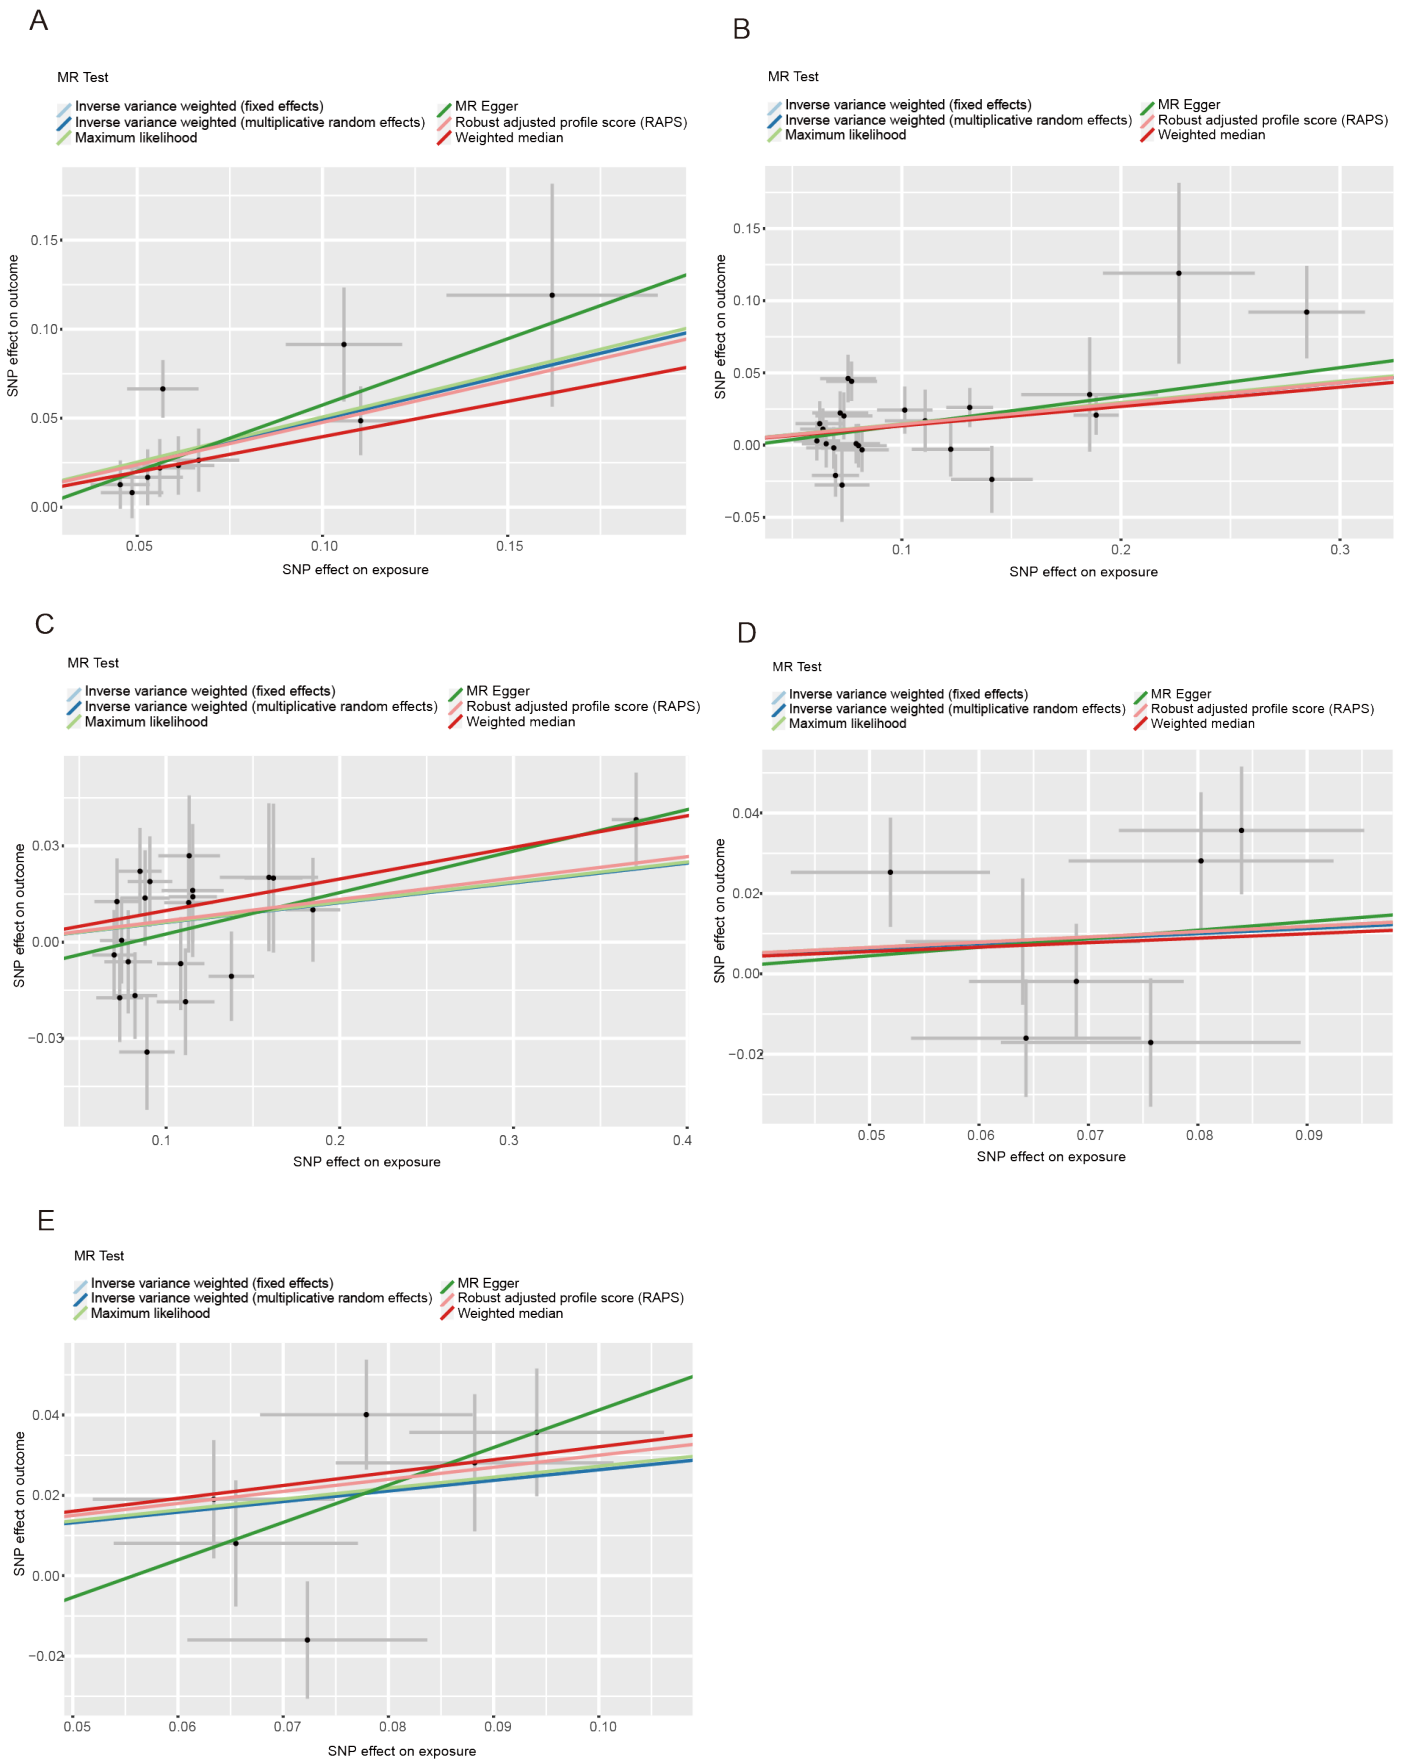 A
MR Test
Inverse variance weighted (fixed effects)
Inverse variance weighted (multiplicative random effects)
Maximum likelihood
MR Egger
Robust adjusted profile score (RAPS)
Weighted median
SNP effect on outcome
0.15
0.10
0.05
0.00
0.05 0.10 0.15
SNP effect on exposure
B
MR Test
Inverse variance weighted (fixed effects)
Inverse variance weighted (multiplicative random effects)
Maximum likelihood
MR Egger
Robust adjusted profile score (RAPS)
Weighted median
SNP effect on outcome
0.15
0.10
0.05
0.00
−0.05
0.1 0.2 0.3
SNP effect on exposure
C
MR Test
Inverse variance weighted (fixed effects)
Inverse variance weighted (multiplicative random effects)
Maximum likelihood
MR Egger
Robust adjusted profile score (RAPS)
Weighted median
SNP effect on outcome
0.03
0.00
−0.03
0.1 0.2 0.3 0.4
SNP effect on exposure
D
MR Test
Inverse variance weighted (fixed effects)
Inverse variance weighted (multiplicative random effects)
Maximum likelihood
MR Egger
Robust adjusted profile score (RAPS)
Weighted median
SNP effect on outcome
0.04
0.02
0.00
−0.02
0.05 0.06 0.07 0.08 0.09
SNP effect on exposure
E
MR Test
Inverse variance weighted (fixed effects)
Inverse variance weighted (multiplicative random effects)
Maximum likelihood
MR Egger
Robust adjusted profile score (RAPS)
Weighted median
SNP effect on outcome
0.04
0.02
0.00
−0.02
0.05 0.06 0.07 0.08 0.09 0.10
SNP effect on exposure